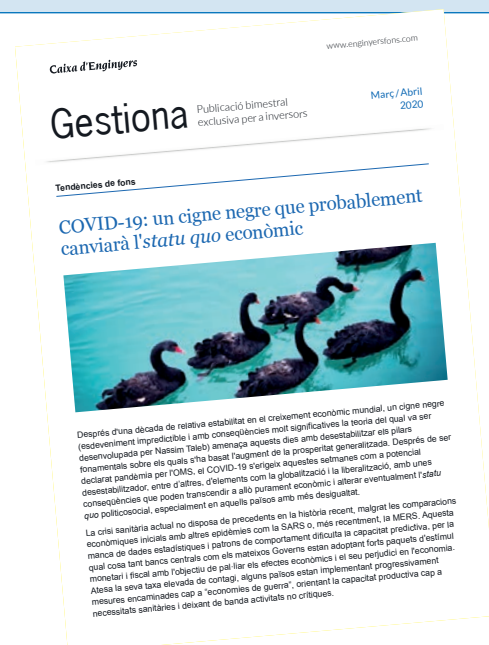 www.enginyersfons.com
Caixa d'Enginyers
Gestiona
Publicació bimestral
exclusiva per a inversors
Març/Abril
2020
Tendències de fons
COVID-19: un cigne negre que probablement
canviarà l'statu quo econòmic
Després d'una dècada de relativa estabilitat en el creixement econòmic mundial, un cigne negre
(esdeveniment impredictible i amb conseqüències molt significatives la teoria del qual va ser
desenvolupada per Nassim Taleb) amenaça aquests dies amb desestabilitzar els pilars
fonamentals sobre els quals s'ha basat l'augment de la prosperitat generalitzada. Després de ser
declarat pandèmia per l'OMS, el COVID-19 s'erigeix aquestes setmanes com a potencial
desestabilitzador, entre d'altres, d'elements com la globalització i la liberalització, amb unes
conseqüències que poden transcendir a allò purament econòmic i alterar eventualment l'statu
quo políticosocial, especialment en aquells països amb més desigualtat.
La crisi sanitària actual no disposa de precedents en la història recent, malgrat les comparacions
econòmiques inicials amb altres epidèmies com la SARS o, més recentment, la MERS. Aquesta
manca de dades estadístiques i patrons de comportament dificulta la capacitat predictiva, per la
qual cosa tant bancs centrals com els mateixos Governs estan adoptant forts paquets d'estímul
monetari i fiscal amb l'objectiu de pal·liar els efectes econòmics i el seu perjudici en l'economia.
Atesa la seva taxa elevada de contagi, alguns països estan implementant progressivament
mesures encaminades cap a "economies de guerra", orientant la capacitat productiva cap a
necessitats sanitàries i deixant de banda activitats no crítiques.